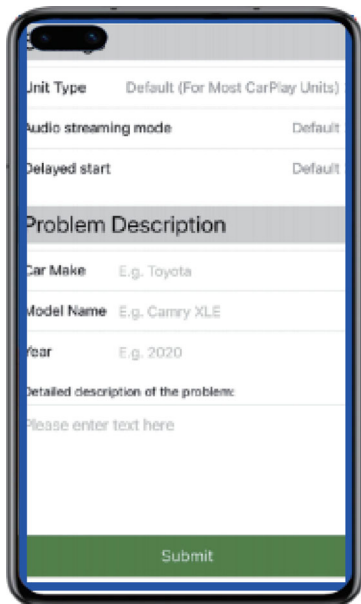 Unit Type Default (For Most CarPlay Units)
Audio streaming mode Default
Delayed start Default
Problem Description
Car Make E.g. Toyota
Model Name E.g. Camry XLE
Year E.g. 2020
Detailed description of the problem:
Please enter text here
Submit